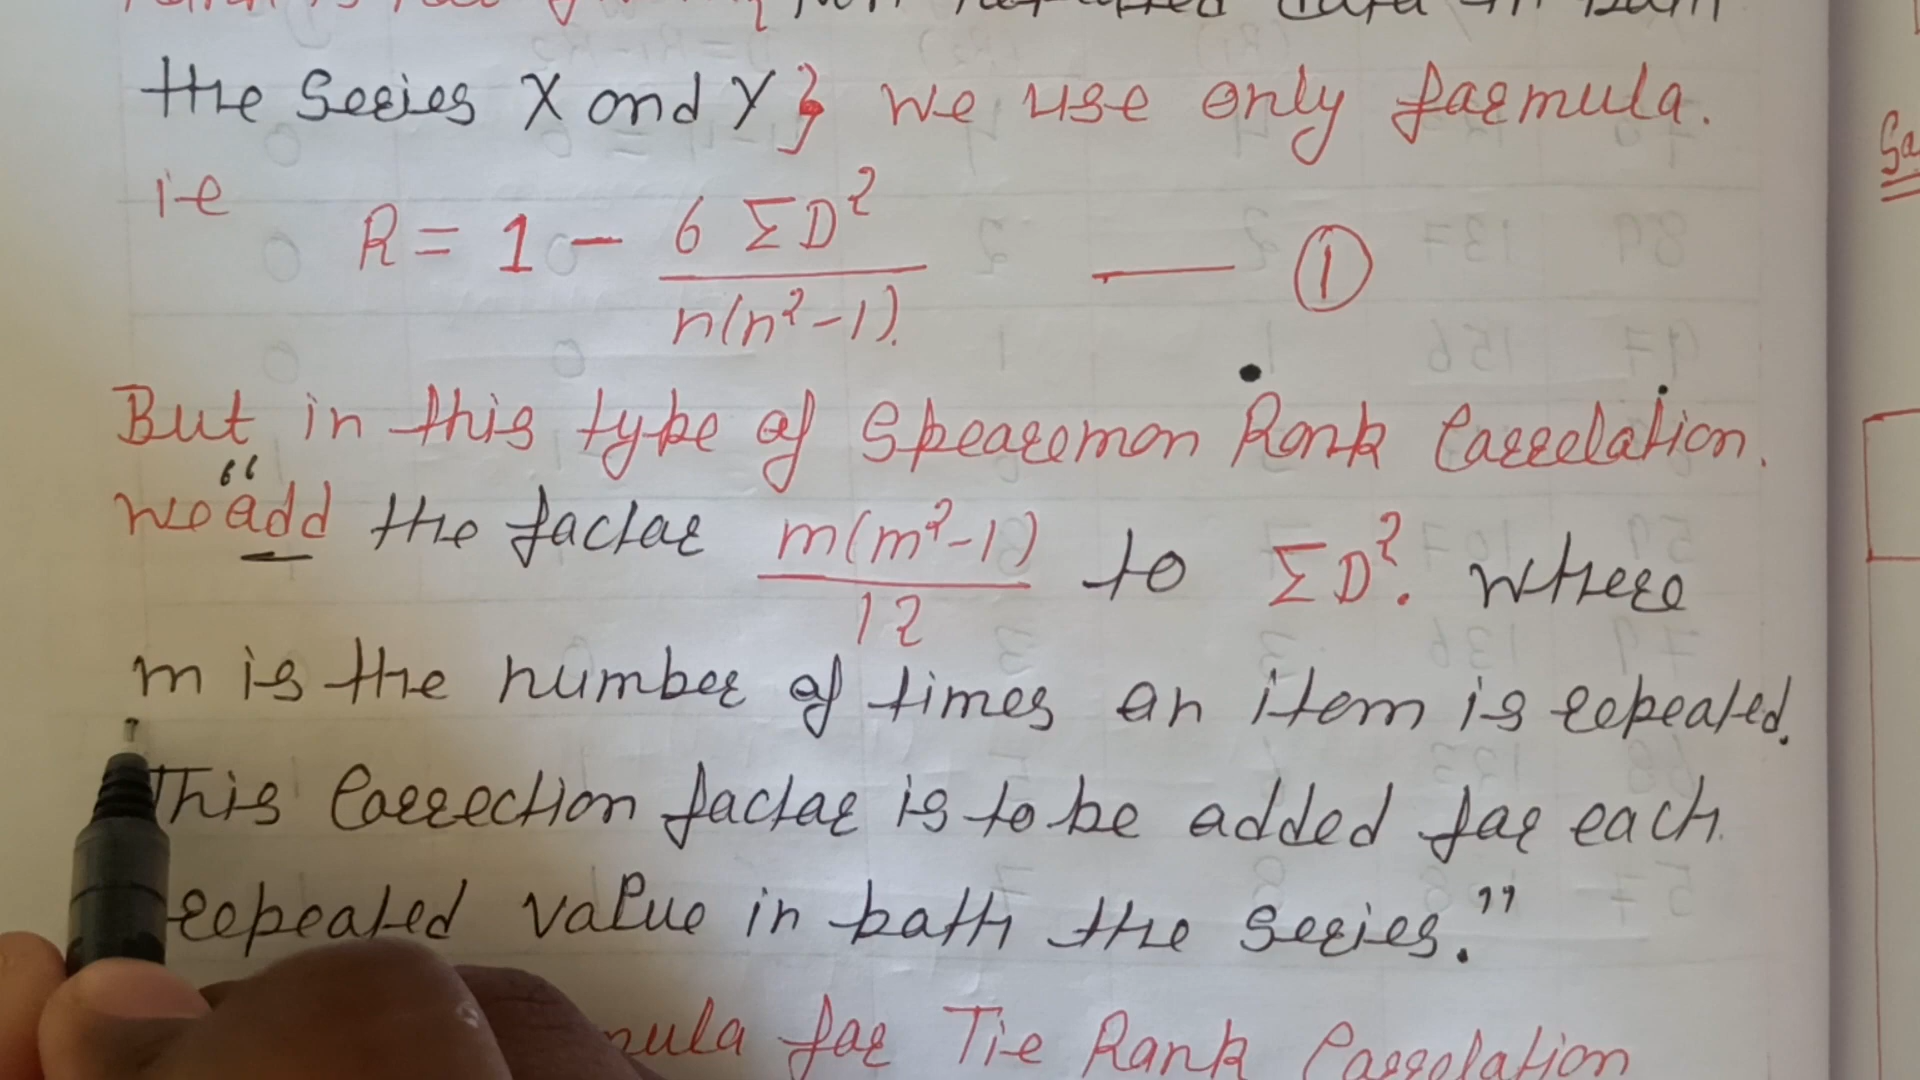 the Series X and Y} we use only formula.
ie R = 1 - 6 ΣD² / n(n²-1). — ①
But in this type of Spearman Rank Correlation.
we "add the factor m(m²-1) / 12 to ΣD². where
m is the number of times an item is repeated.
This Correction factor is to be added for each
repeated value in both the series."
for Tie Rank Correlation